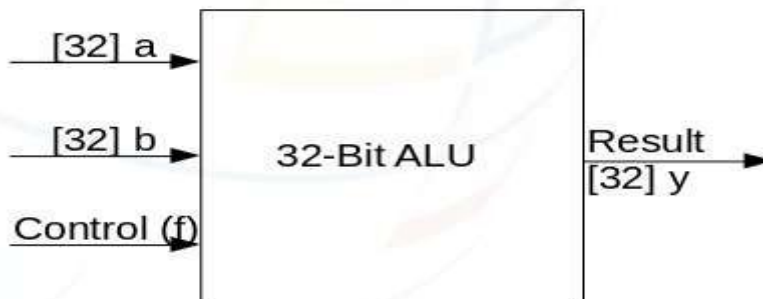 [32] a
[32] b
Control (f)
32-Bit ALU
Result
[32] y